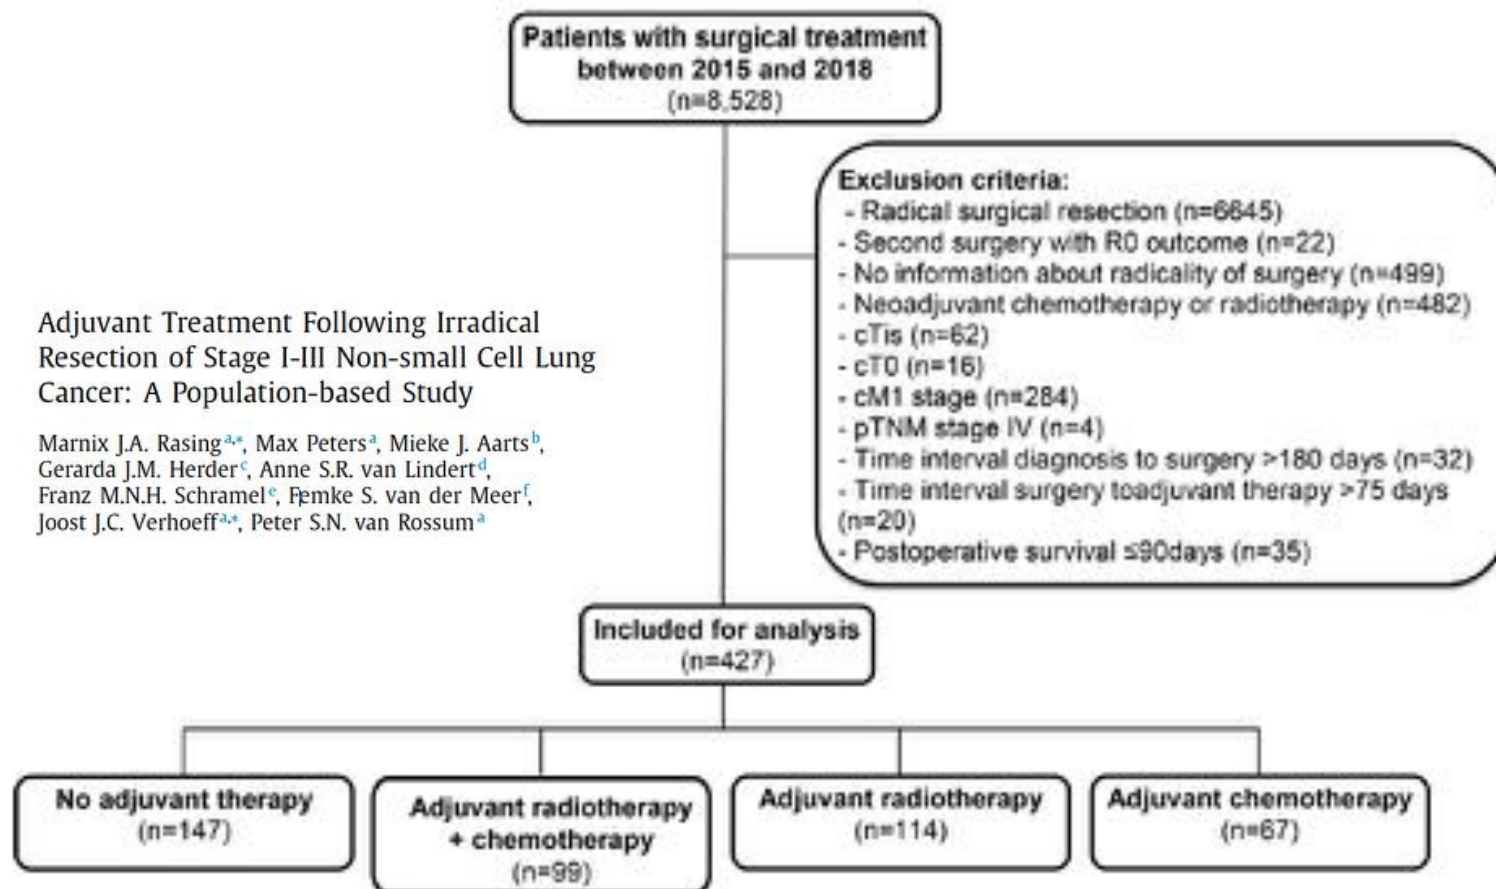 Patients with surgical treatment
between 2015 and 2018
(n=8,528)
Exclusion criteria:
- Radical surgical resection (n=6645)
- Second surgery with R0 outcome (n=22)
- No information about radicality of surgery (n=499)
- Neoadjuvant chemotherapy or radiotherapy (n=482)
- cTis (n=62)
- cT0 (n=16)
- cM1 stage (n=284)
- pTNM stage IV (n=4)
- Time interval diagnosis to surgery >180 days (n=32)
- Time interval surgery toadjuvant therapy >75 days
(n=20)
- Postoperative survival ≤90days (n=35)
Adjuvant Treatment Following Irradical
Resection of Stage I-III Non-small Cell Lung
Cancer: A Population-based Study
Marnix J.A. Rasing a,*, Max Peters a, Mieke J. Aarts b,
Gerarda J.M. Herder c, Anne S.R. van Lindert d,
Franz M.N.H. Schramel e, Femke S. van der Meer f,
Joost J.C. Verhoeff a,*, Peter S.N. van Rossum a
Included for analysis
(n=427)
No adjuvant therapy
(n=147)
Adjuvant radiotherapy
+ chemotherapy
(n=99)
Adjuvant radiotherapy
(n=114)
Adjuvant chemotherapy
(n=67)